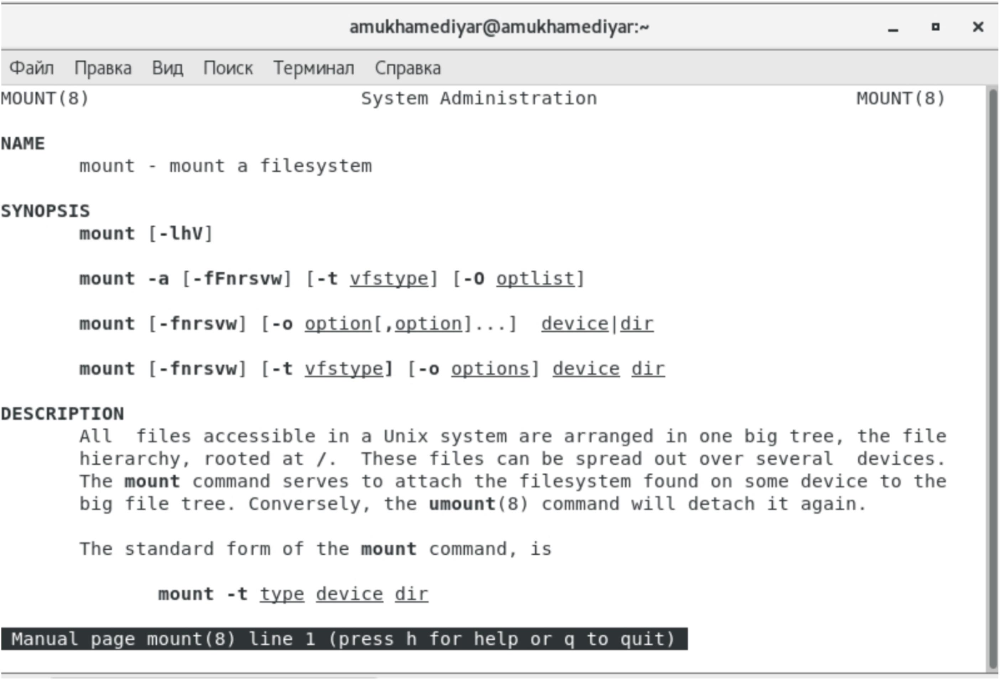 amukhamediyar@amukhamediyar:~
Файл Правка Вид Поиск Терминал Справка
MOUNT(8) System Administration MOUNT(8)
NAME
mount - mount a filesystem
SYNOPSIS
mount [-lhV]
mount -a [-fFnrsvw] [-t vfstype] [-O optlist]
mount [-fnrsvw] [-o option[,option]...]  device|dir
mount [-fnrsvw] [-t vfstype] [-o options] device dir
DESCRIPTION
All  files accessible in a Unix system are arranged in one big tree, the file
hierarchy, rooted at /.  These files can be spread out over several  devices.
The mount command serves to attach the filesystem found on some device to the
big file tree. Conversely, the umount(8) command will detach it again.
The standard form of the mount command, is
mount -t type device dir
Manual page mount(8) line 1 (press h for help or q to quit)